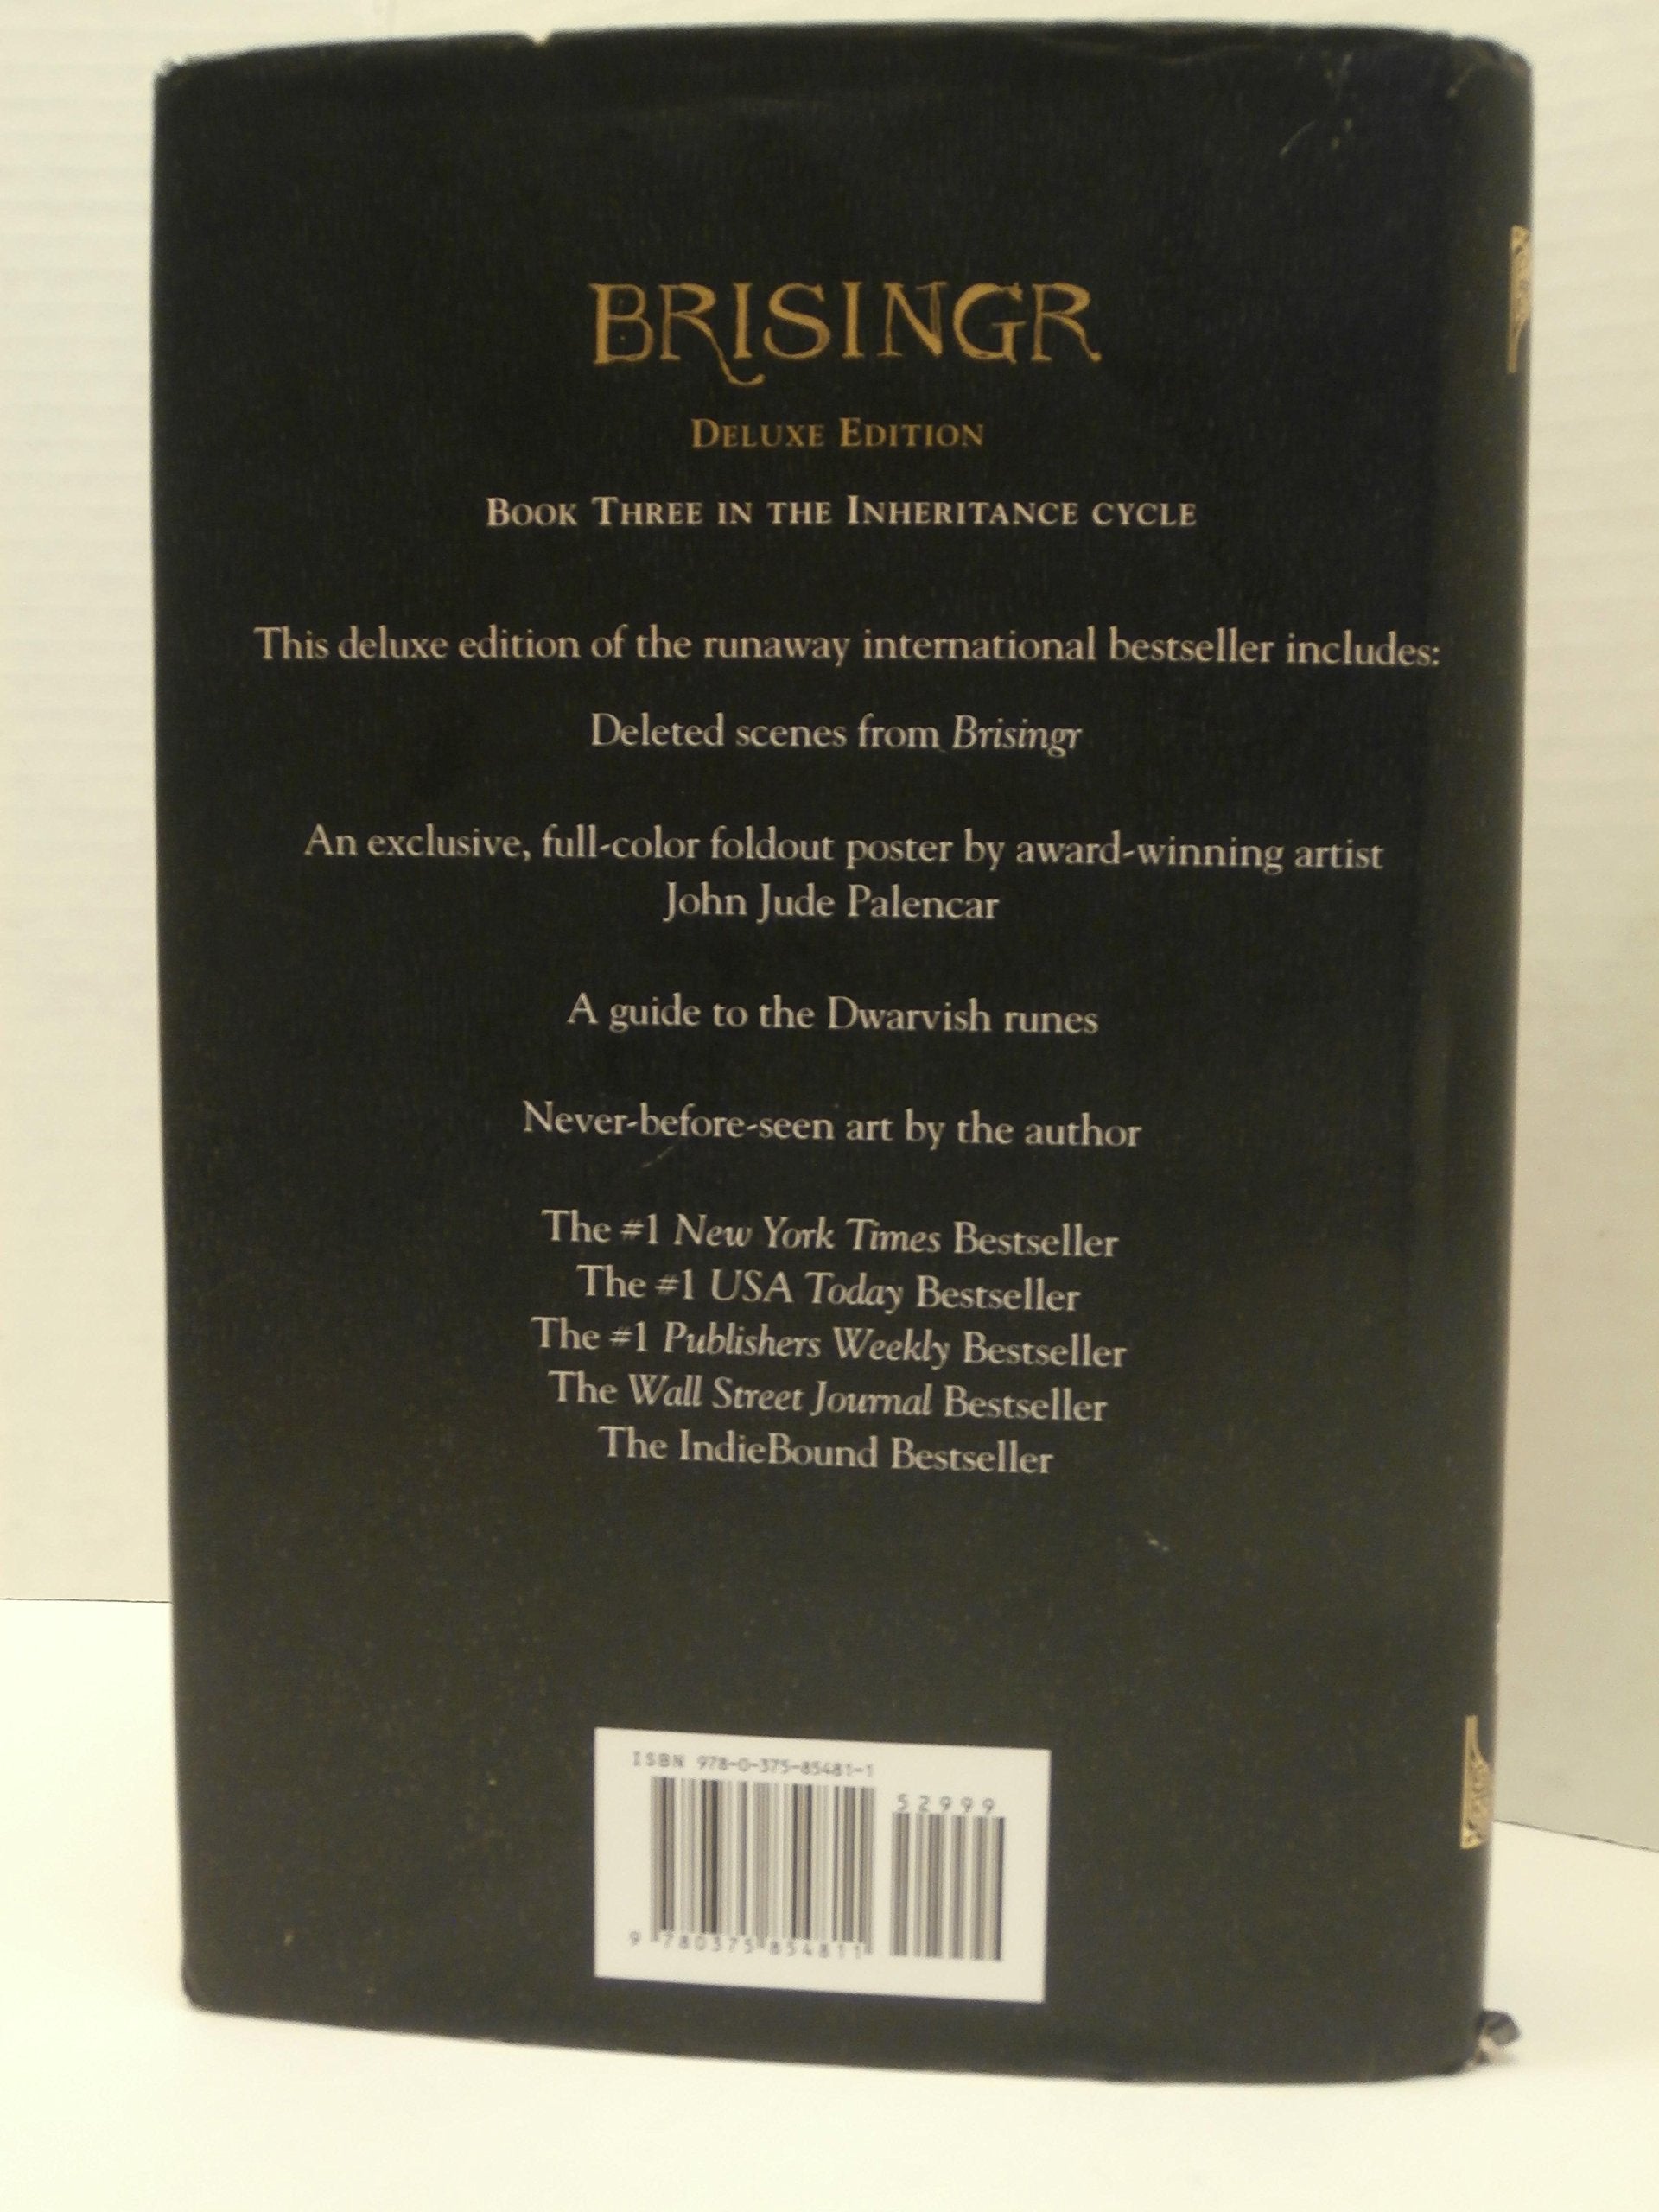 BRISINGR
DELUXE EDITION
BOOK THREE IN THE INHERITANCE CYCLE
This deluxe edition of the runaway international bestseller includes:
Deleted scenes from Brisingr
An exclusive, full-color foldout poster by award-winning artist
John Jude Palencar
A guide to the Dwarvish runes
Never-before-seen art by the author
The #1 New York Times Bestseller
The #1 USA Today Bestseller
The #1 Publishers Weekly Bestseller
The Wall Street Journal Bestseller
The IndieBound Bestseller
ISBN 978-0-375-85481-1
52999
9 780375 854811